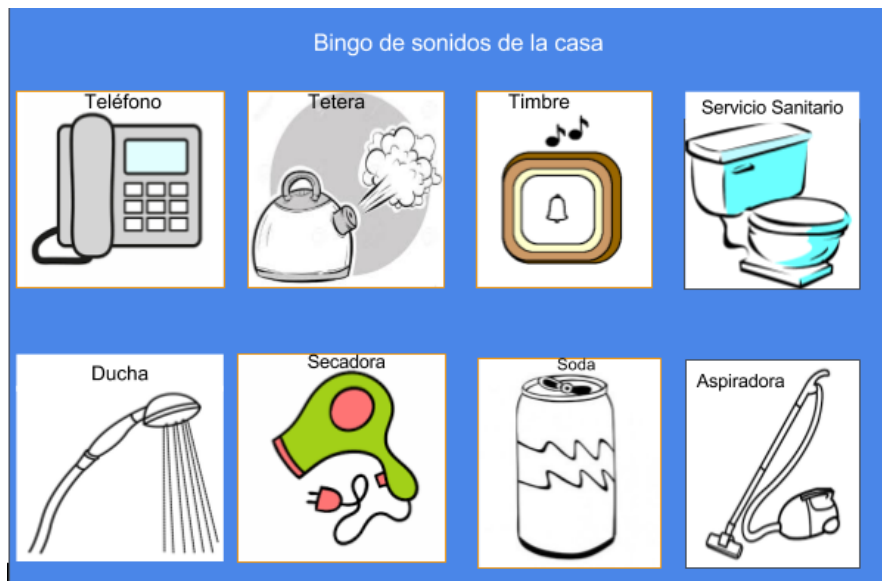 Bingo de sonidos de la casa
Teléfono
Tetera
Timbre
Servicio Sanitario
Ducha
Secadora
Soda
Aspiradora